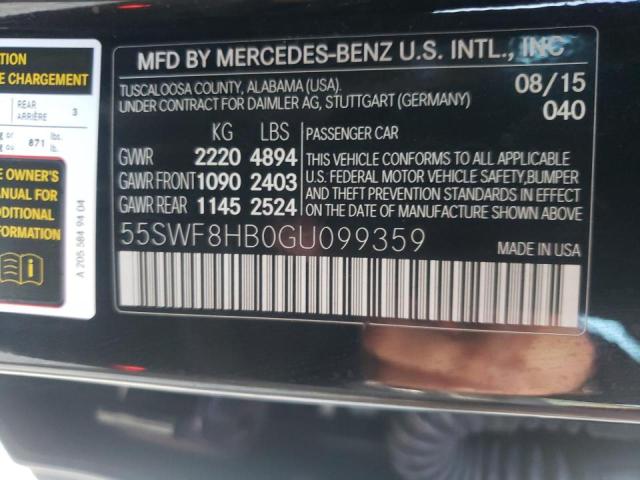 ATION
E CHARGEMENT
REAR
ARRIÈRE
3
871 lbs.
lb.
E OWNER'S
ANUAL FOR
DDITIONAL
FORMATION
A 205 584 94 04
MFD BY MERCEDES-BENZ U.S. INTL., INC
TUSCALOOSA COUNTY, ALABAMA (USA). 08/15
UNDER CONTRACT FOR DAIMLER AG, STUTTGART (GERMANY) 040
KG LBS PASSENGER CAR
GVWR 2220 4894
GAWR FRONT 1090 2403
GAWR REAR 1145 2524
THIS VEHICLE CONFORMS TO ALL APPLICABLE
U.S. FEDERAL MOTOR VEHICLE SAFETY,BUMPER
AND THEFT PREVENTION STANDARDS IN EFFECT
ON THE DATE OF MANUFACTURE SHOWN ABOVE
55SWF8HB0GU099359 MADE IN USA